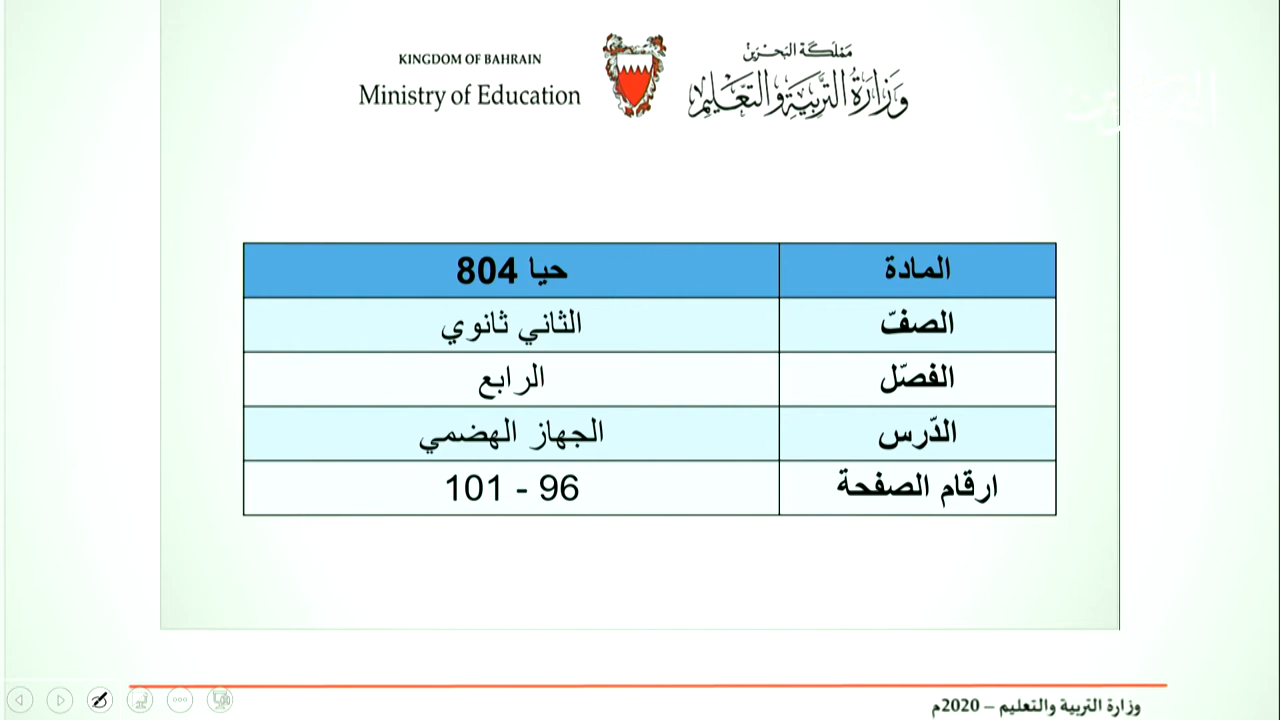 KINGDOM OF BAHRAIN
Ministry of Education
مملكة البحرين
وزارة التربية والتعليم
البحرين
المادة حيا 804
الصفّ الثاني ثانوي
الفصّل الرابع
الدّرس الجهاز الهضمي
ارقام الصفحة 96 - 101
وزارة التربية والتعليم – 2020م